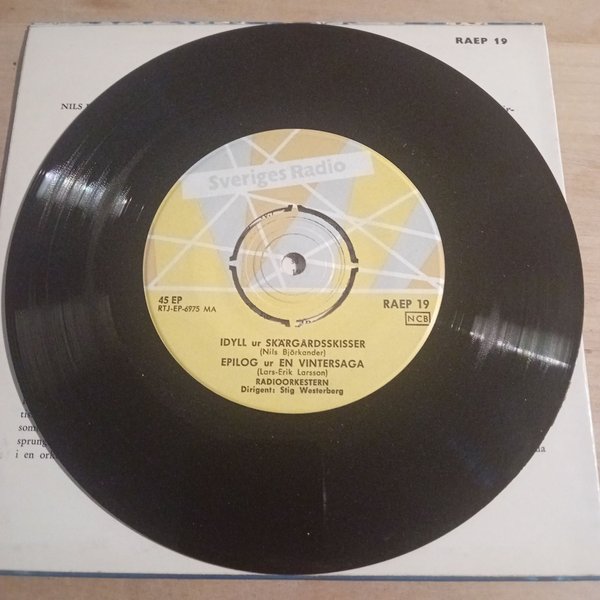 RAEP 19
NILS
Sveriges Radio
45 EP
RTJ-EP-6975 MA
RAEP 19
NCB
IDYLL ur SKÄRGÅRDSSKISSER
(Nils Björkander)
EPILOG ur EN VINTERSAGA
(Lars-Erik Larsson)
RADIOORKESTERN
Dirigent: Stig Westerberg
som
sprung
i en